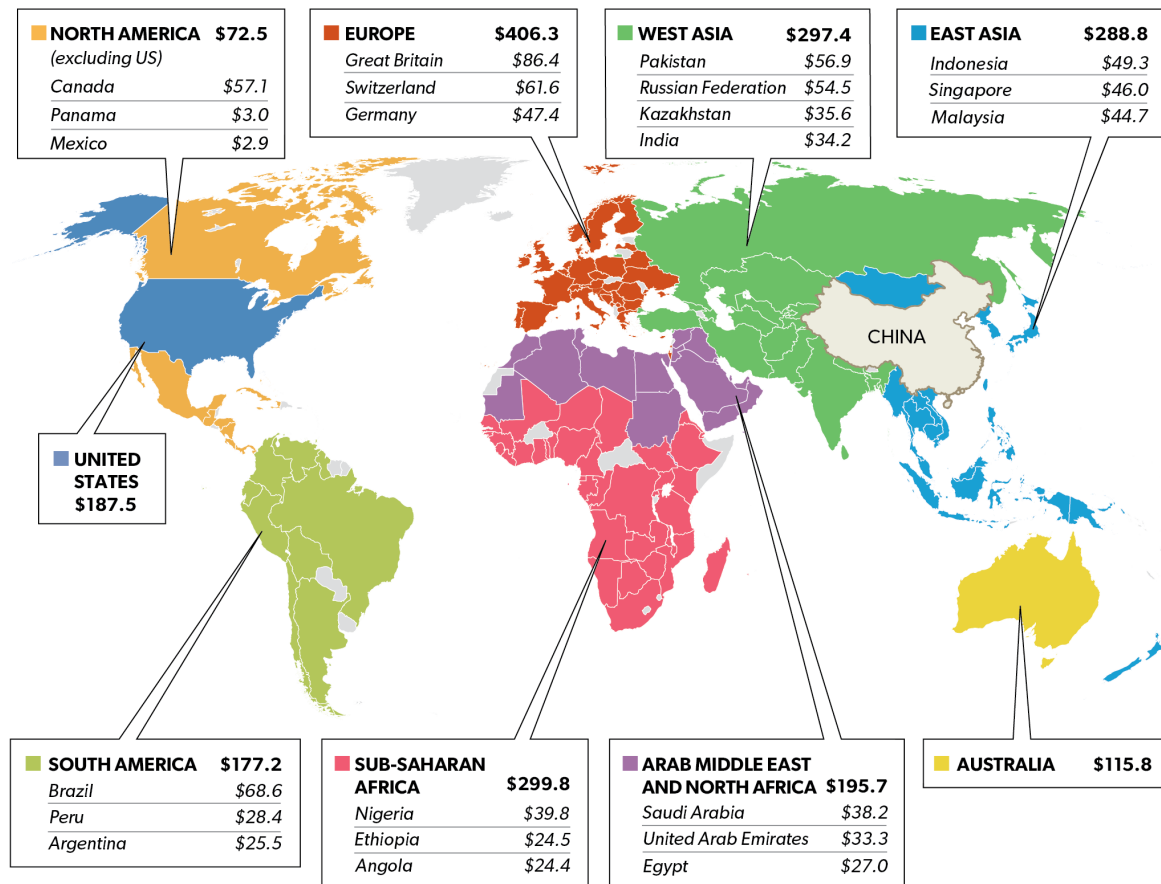 NORTH AMERICA $72.5
(excluding US)
Canada $57.1
Panama $3.0
Mexico $2.9
EUROPE $406.3
Great Britain $86.4
Switzerland $61.6
Germany $47.4
WEST ASIA $297.4
Pakistan $56.9
Russian Federation $54.5
Kazakhstan $35.6
India $34.2
EAST ASIA $288.8
Indonesia $49.3
Singapore $46.0
Malaysia $44.7
CHINA
UNITED
STATES
$187.5
SOUTH AMERICA $177.2
Brazil $68.6
Peru $28.4
Argentina $25.5
SUB-SAHARAN
AFRICA $299.8
Nigeria $39.8
Ethiopia $24.5
Angola $24.4
ARAB MIDDLE EAST
AND NORTH AFRICA $195.7
Saudi Arabia $38.2
United Arab Emirates $33.3
Egypt $27.0
AUSTRALIA $115.8